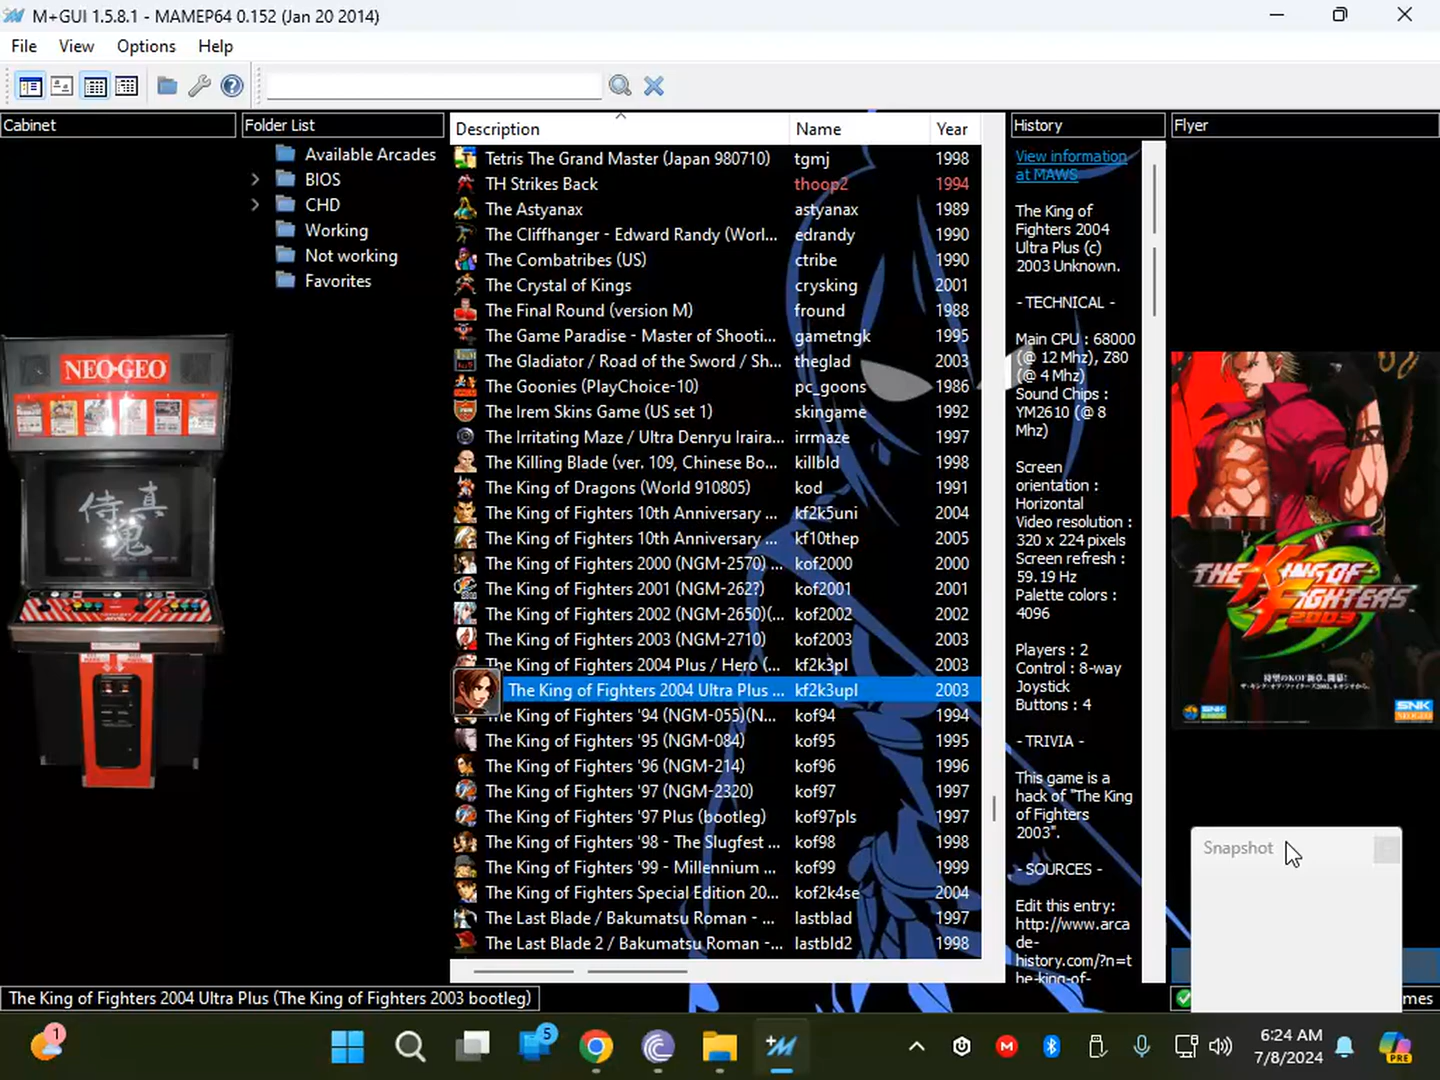 M+GUI 1.5.8.1 - MAMEP64 0.152 (Jan 20 2014)
File View Options Help
Cabinet
NEO·GEO
侍 真
魂
Folder List
Available Arcades
BIOS
CHD
Working
Not working
Favorites
Description Name Year
Tetris The Grand Master (Japan 980710) tgmj 1998
TH Strikes Back thoop2 1994
The Astyanax astyanax 1989
The Cliffhanger - Edward Randy (Worl... edrandy 1990
The Combatribes (US) ctribe 1990
The Crystal of Kings crysking 2001
The Final Round (version M) fround 1988
The Game Paradise - Master of Shooti... gametngk 1995
The Gladiator / Road of the Sword / Sh... theglad 2003
The Goonies (PlayChoice-10) pc_goons 1986
The Irem Skins Game (US set 1) skingame 1992
The Irritating Maze / Ultra Denryu Iraira... irrmaze 1997
The Killing Blade (ver. 109, Chinese Bo... killbld 1998
The King of Dragons (World 910805) kod 1991
The King of Fighters 10th Anniversary ... kf2k5uni 2004
The King of Fighters 10th Anniversary ... kf10thep 2005
The King of Fighters 2000 (NGM-2570) ... kof2000 2000
The King of Fighters 2001 (NGM-262?) kof2001 2001
The King of Fighters 2002 (NGM-2650)(... kof2002 2002
The King of Fighters 2003 (NGM-2710) kof2003 2003
The King of Fighters 2004 Plus / Hero (... kf2k3pl 2003
The King of Fighters 2004 Ultra Plus ... kf2k3upl 2003
The King of Fighters '94 (NGM-055)(N... kof94 1994
The King of Fighters '95 (NGM-084) kof95 1995
The King of Fighters '96 (NGM-214) kof96 1996
The King of Fighters '97 (NGM-2320) kof97 1997
The King of Fighters '97 Plus (bootleg) kof97pls 1997
The King of Fighters '98 - The Slugfest ... kof98 1998
The King of Fighters '99 - Millennium ... kof99 1999
The King of Fighters Special Edition 20... kof2k4se 2004
The Last Blade / Bakumatsu Roman - ... lastblad 1997
The Last Blade 2 / Bakumatsu Roman -... lastbld2 1998
History
View information
at MAWS
The King of
Fighters 2004
Ultra Plus (c)
2003 Unknown.
- TECHNICAL -
Main CPU : 68000
(@ 12 Mhz), Z80
(@ 4 Mhz)
Sound Chips :
YM2610 (@ 8
Mhz)
Screen
orientation :
Horizontal
Video resolution :
320 x 224 pixels
Screen refresh :
59.19 Hz
Palette colors :
4096
Players : 2
Control : 8-way
Joystick
Buttons : 4
- TRIVIA -
This game is a
hack of "The King
of Fighters
2003".
- SOURCES -
Edit this entry:
http://www.arca
de-
history.com/?n=t
he-king-of-
Flyer
THE KING OF
FIGHTERS
2003
SNK
NEOGEO
Snapshot
The King of Fighters 2004 Ultra Plus (The King of Fighters 2003 bootleg)
mes
1
5
M
PRE
6:24 AM
7/8/2024